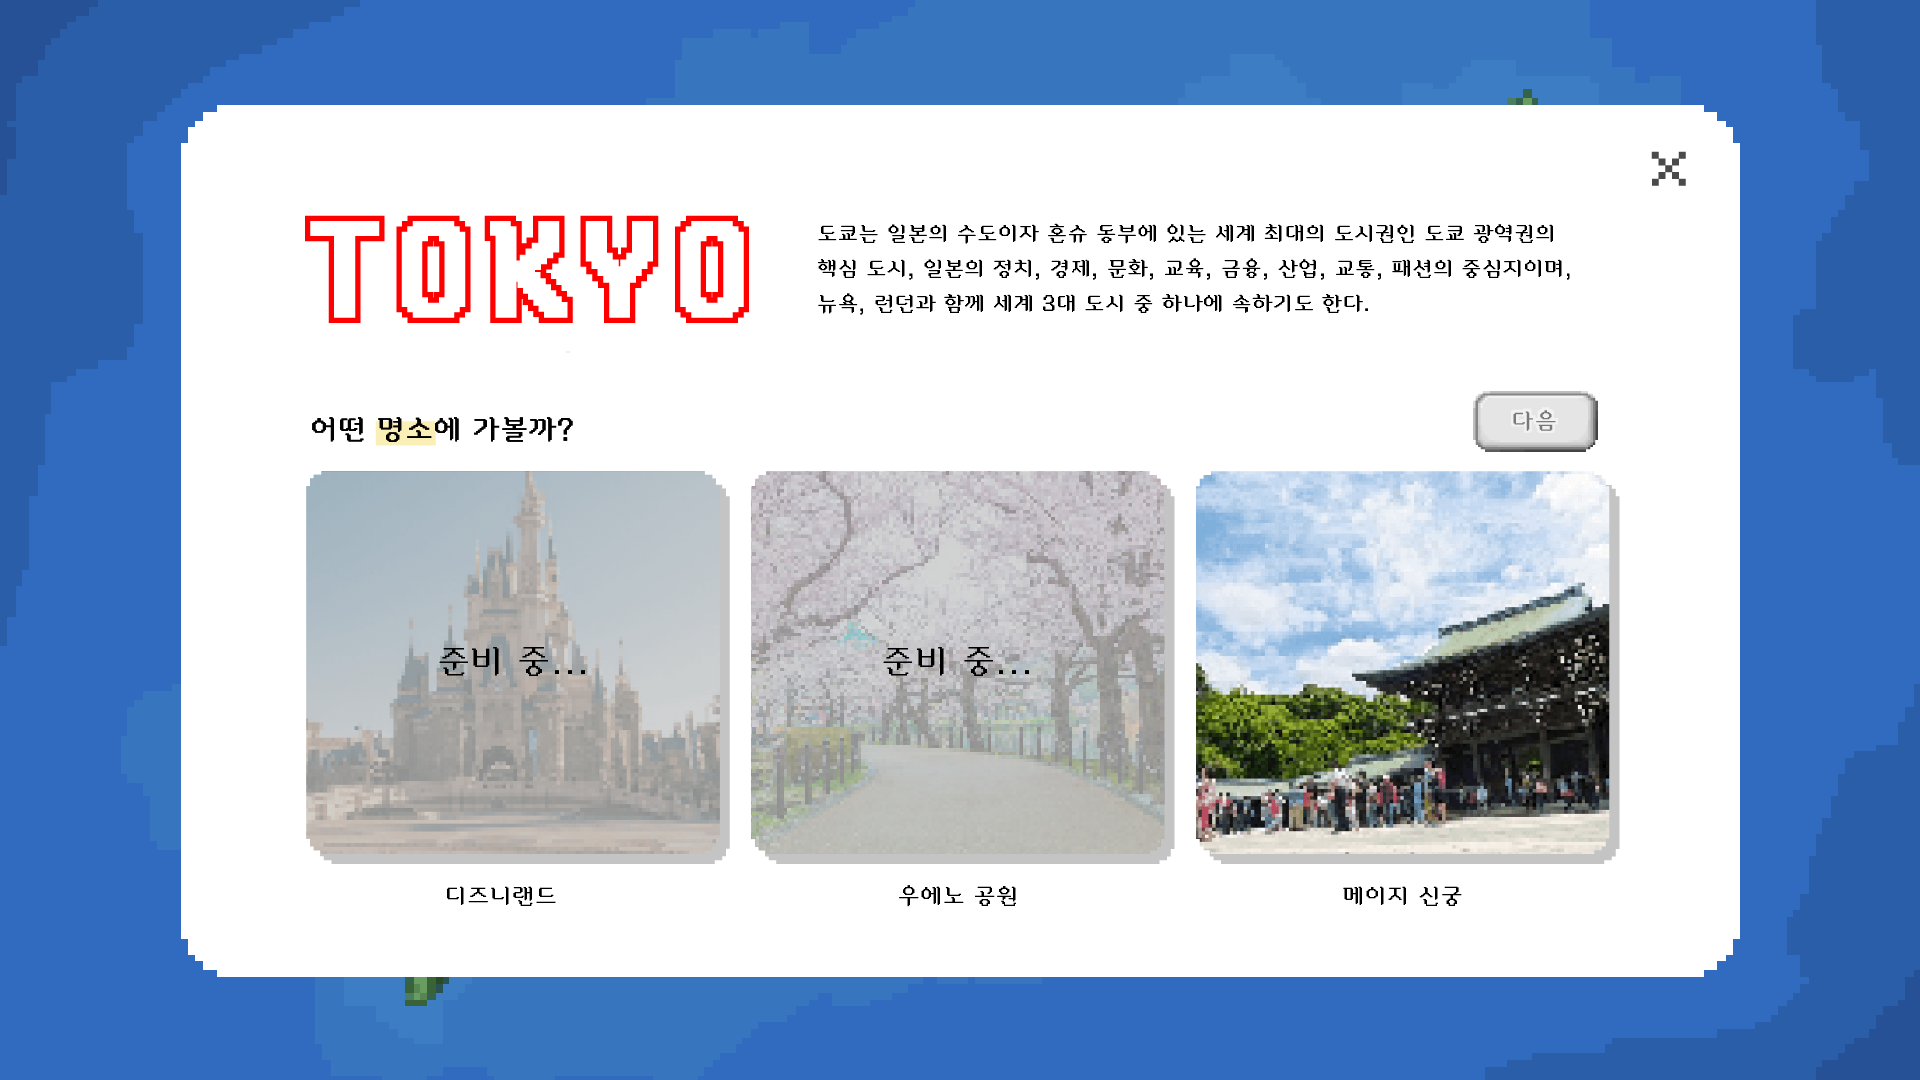 TOKYO
도쿄는 일본의 수도이자 혼슈 동부에 있는 세계 최대의 도시권인 도쿄 광역권의
핵심 도시, 일본의 정치, 경제, 문화, 교육, 금융, 산업, 교통, 패션의 중심지이며,
뉴욕, 런던과 함께 세계 3대 도시 중 하나에 속하기도 한다.
어떤 명소에 가볼까?
다음
준비 중...
준비 중...
디즈니랜드
우에노 공원
메이지 신궁